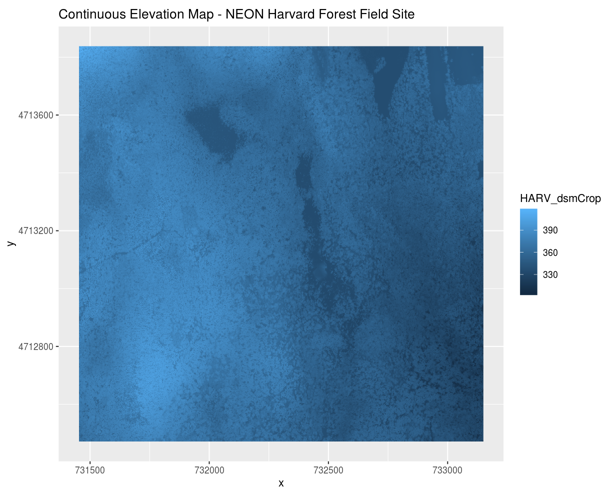 Continuous Elevation Map - NEON Harvard Forest Field Site
4713600
4713200
4712800
y
731500 732000 732500 733000
x
HARV_dsmCrop
390
360
330